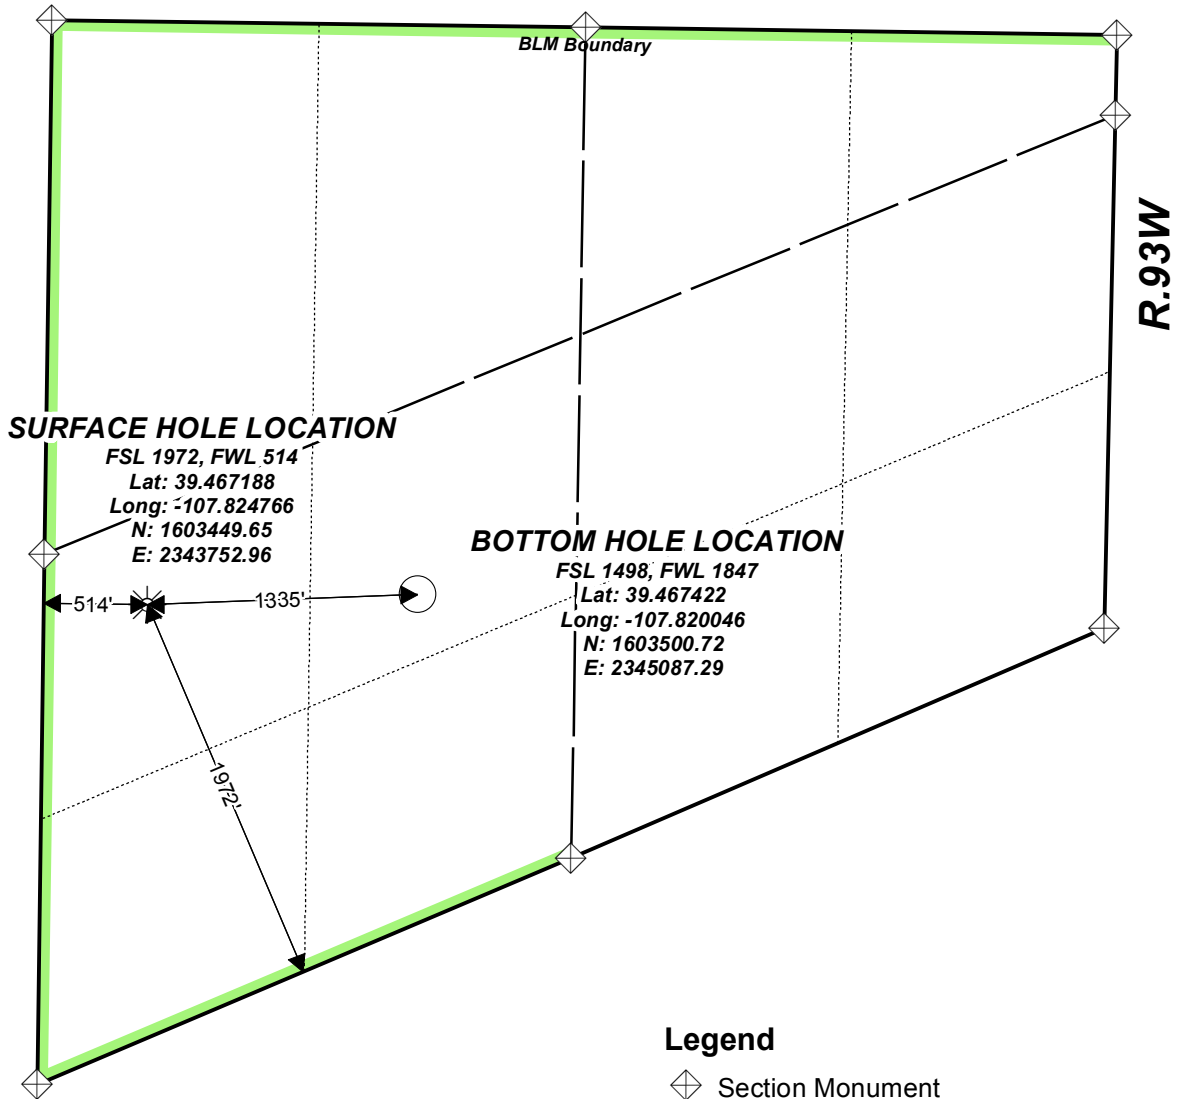 BLM Boundary
R.93W
SURFACE HOLE LOCATION
FSL 1972, FWL 514
Lat: 39.467188
Long: -107.824766
N: 1603449.65
E: 2343752.96
BOTTOM HOLE LOCATION
FSL 1498, FWL 1847
Lat: 39.467422
Long: -107.820046
N: 1603500.72
E: 2345087.29
514'
1335'
1972'
Legend
Section Monument